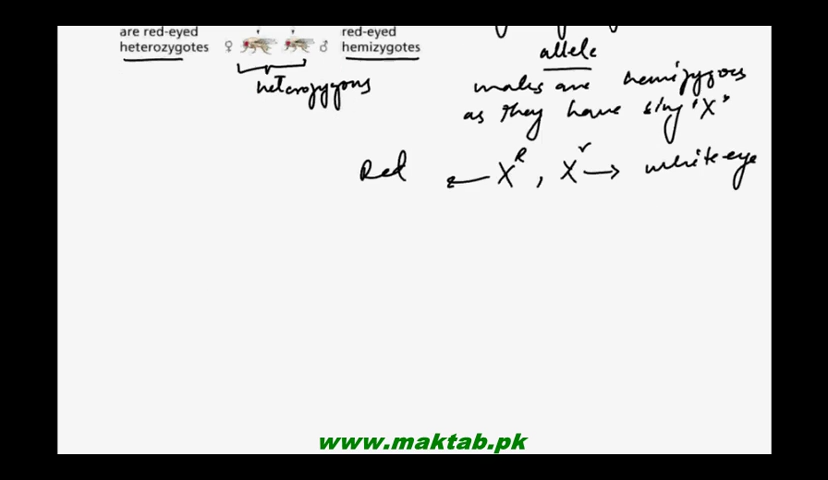 are red-eyed
heterozygotes ♀ ♂
red-eyed
hemizygotes
heterozygous
allele
males are hemizygous
as they have "X"
Red ← X^R , X^r → white eye
www.maktab.pk